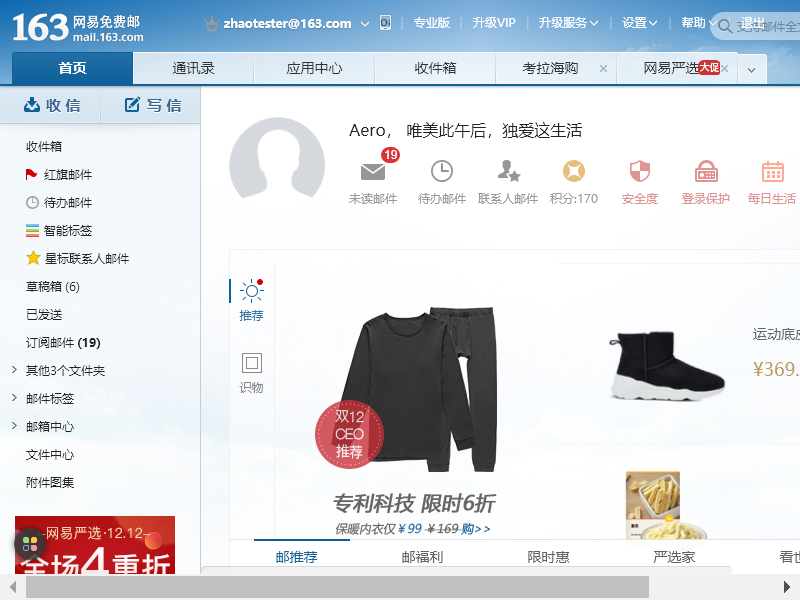 163 网易免费邮
mail.163.com
zhaotester@163.com
专业版
升级VIP
升级服务
设置
帮助
退出
首页
通讯录
应用中心
收件箱
考拉海购
网易严选
大促
收信
写信
收件箱
红旗邮件
待办邮件
智能标签
星标联系人邮件
草稿箱 (6)
已发送
订阅邮件 (19)
其他3个文件夹
邮件标签
邮箱中心
文件中心
附件图集
网易严选·12.12
全场4重折
Aero， 唯美此午后，独爱这生活
19
未读邮件
待办邮件
联系人邮件
积分:170
安全度
登录保护
每日生活
推荐
识物
双12
CEO
推荐
专利科技 限时6折
保暖内衣仅 ¥ 99 ¥ 169 购>>
运动底皮
¥369.
邮推荐
邮福利
限时惠
严选家
看世